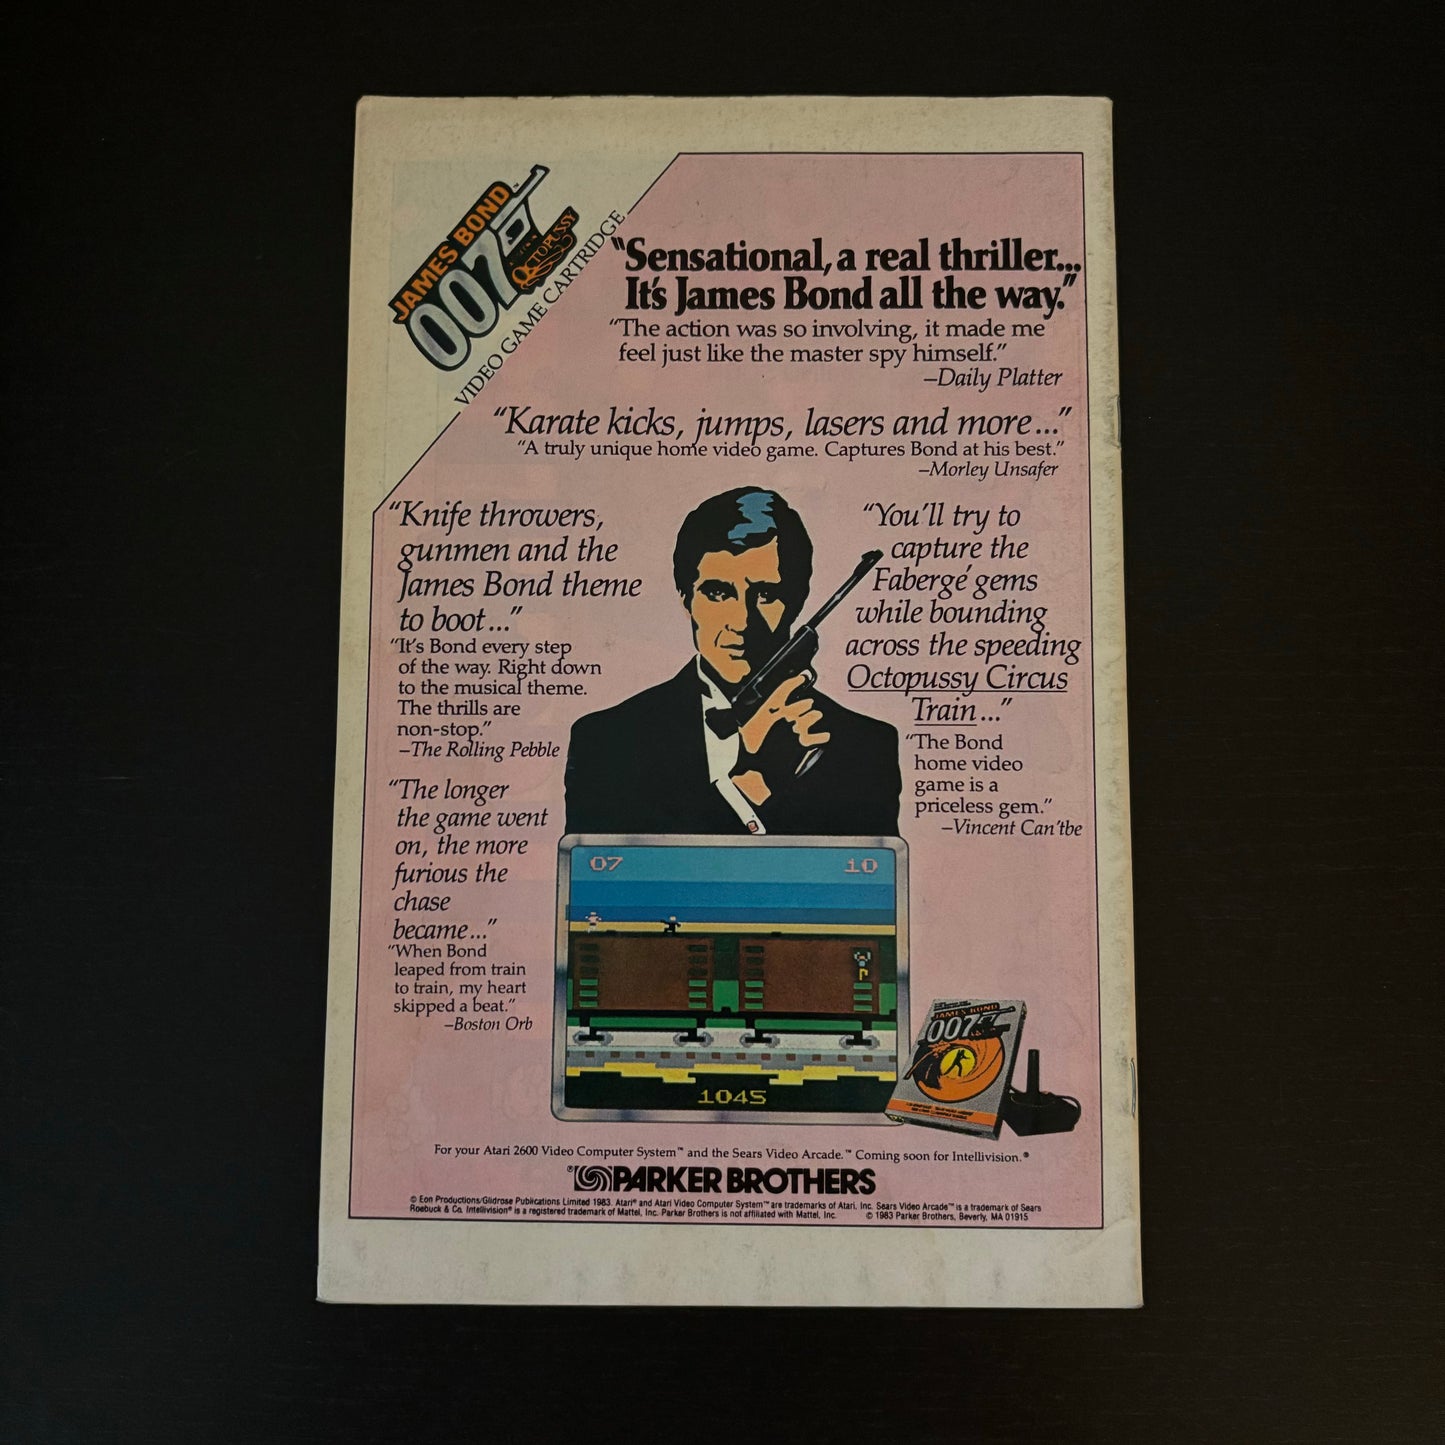 JAMES BOND
007
OCTOPUSSY
VIDEO GAME CARTRIDGE
"Sensational, a real thriller...
It's James Bond all the way."
"The action was so involving, it made me
feel just like the master spy himself."
–Daily Platter
"Karate kicks, jumps, lasers and more..."
"A truly unique home video game. Captures Bond at his best."
–Morley Unsafer
"Knife throwers,
gunmen and the
James Bond theme
to boot..."
"It's Bond every step
of the way. Right down
to the musical theme.
The thrills are
non-stop."
–The Rolling Pebble
"The longer
the game went
on, the more
furious the
chase
became..."
"When Bond
leaped from train
to train, my heart
skipped a beat."
–Boston Orb
"You'll try to
capture the
Fabergé gems
while bounding
across the speeding
Octopussy Circus
Train..."
"The Bond
home video
game is a
priceless gem."
–Vincent Can'tbe
07 10
1045
JAMES BOND
007
For your Atari 2600 Video Computer System™ and the Sears Video Arcade.™ Coming soon for Intellivision.®
PARKER BROTHERS
© Eon Productions/Glidrose Publications Limited 1983. Atari® and Atari Video Computer System™ are trademarks of Atari, Inc. Sears Video Arcade™ is a trademark of Sears
Roebuck & Co. Intellivision® is a registered trademark of Mattel, Inc. Parker Brothers is not affiliated with Mattel, Inc. © 1983 Parker Brothers, Beverly, MA 01915